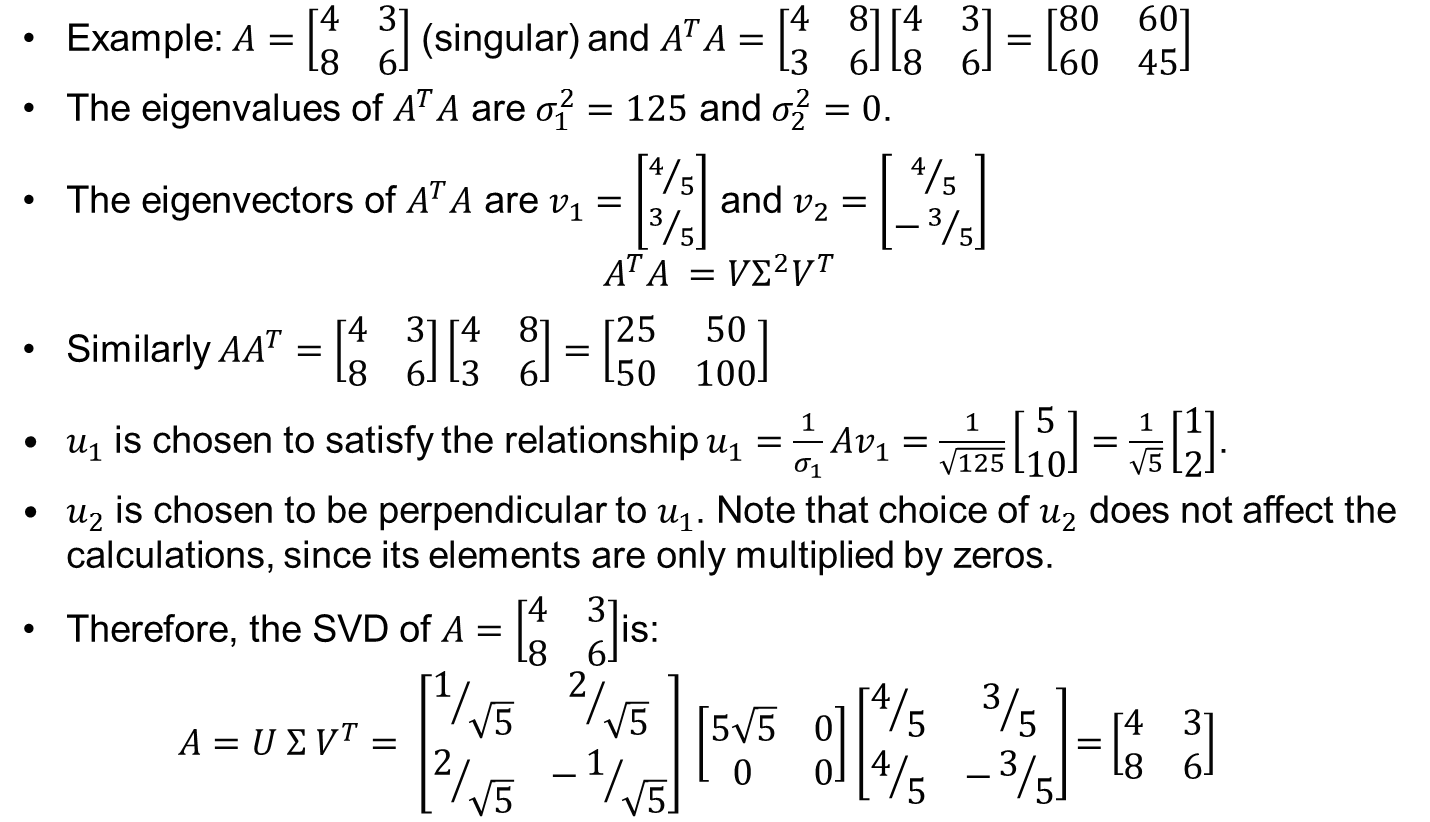 • Example: 𝐴 = [4 3; 8 6] (singular) and 𝐴ᵀ𝐴 = [4 8; 3 6] [4 3; 8 6] = [80 60; 60 45]
• The eigenvalues of 𝐴ᵀ𝐴 are σ₁² = 125 and σ₂² = 0.
• The eigenvectors of 𝐴ᵀ𝐴 are 𝑣₁ = [4/5; 3/5] and 𝑣₂ = [4/5; −3/5]
𝐴ᵀ𝐴 = 𝑉Σ²𝑉ᵀ
• Similarly 𝐴𝐴ᵀ = [4 3; 8 6] [4 8; 3 6] = [25 50; 50 100]
• 𝑢₁ is chosen to satisfy the relationship 𝑢₁ = 1/σ₁ 𝐴𝑣₁ = 1/√125 [5; 10] = 1/√5 [1; 2].
• 𝑢₂ is chosen to be perpendicular to 𝑢₁. Note that choice of 𝑢₂ does not affect the
calculations, since its elements are only multiplied by zeros.
• Therefore, the SVD of 𝐴 = [4 3; 8 6] is:
𝐴 = 𝑈 Σ 𝑉ᵀ = [1/√5 2/√5; 2/√5 −1/√5] [5√5 0; 0 0] [4/5 3/5; 4/5 −3/5] = [4 3; 8 6]